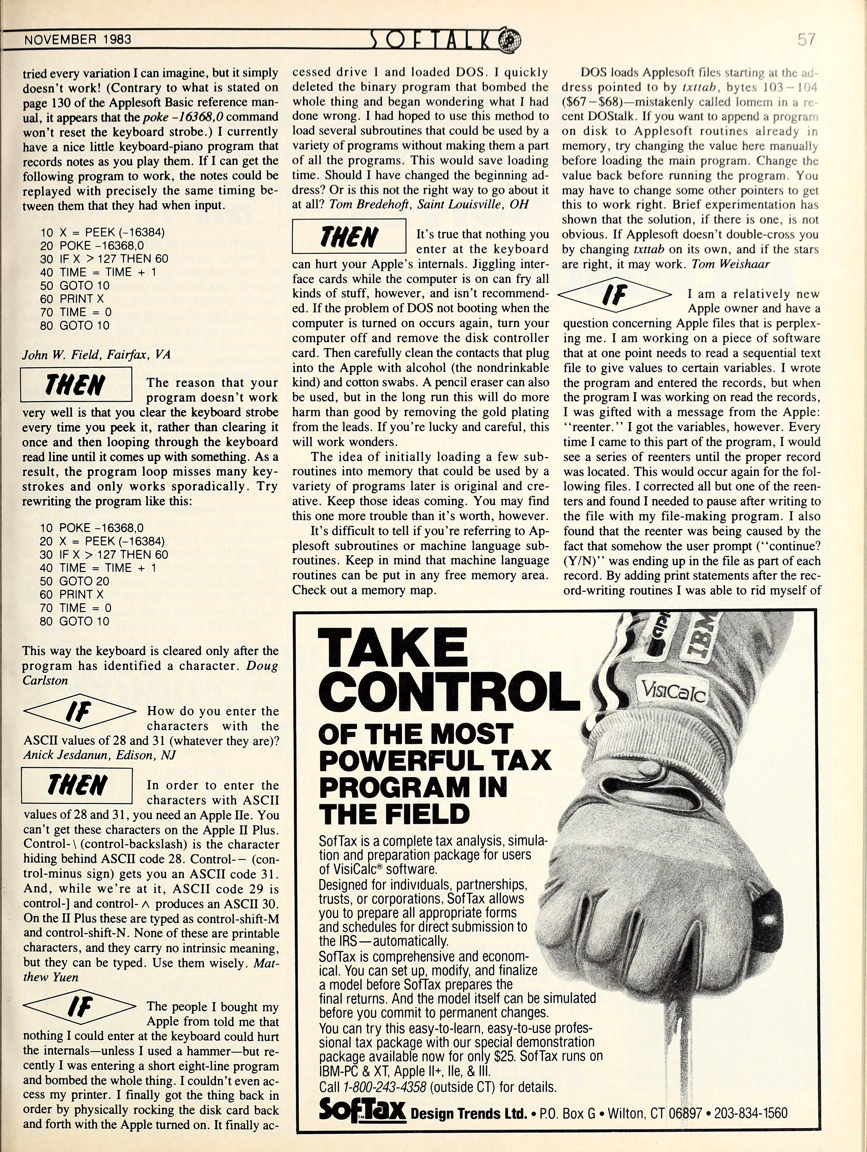 NOVEMBER 1983
SOFTALK
57
tried every variation I can imagine, but it simply
doesn't work! (Contrary to what is stated on
page 130 of the Applesoft Basic reference man-
ual, it appears that the poke -16368,0 command
won't reset the keyboard strobe.) I currently
have a nice little keyboard-piano program that
records notes as you play them. If I can get the
following program to work, the notes could be
replayed with precisely the same timing be-
tween them that they had when input.
10 X = PEEK (-16384)
20 POKE -16368,0
30 IF X > 127 THEN 60
40 TIME = TIME + 1
50 GOTO 10
60 PRINT X
70 TIME = 0
80 GOTO 10
John W. Field, Fairfax, VA
THEN
The reason that your
program doesn't work
very well is that you clear the keyboard strobe
every time you peek it, rather than clearing it
once and then looping through the keyboard
read line until it comes up with something. As a
result, the program loop misses many key-
strokes and only works sporadically. Try
rewriting the program like this:
10 POKE -16368,0
20 X = PEEK (-16384)
30 IF X > 127 THEN 60
40 TIME = TIME + 1
50 GOTO 20
60 PRINT X
70 TIME = 0
80 GOTO 10
This way the keyboard is cleared only after the
program has identified a character. Doug
Carlston
IF
How do you enter the
characters with the
ASCII values of 28 and 31 (whatever they are)?
Anick Jesdanun, Edison, NJ
THEN
In order to enter the
characters with ASCII
values of 28 and 31, you need an Apple IIe. You
can't get these characters on the Apple II Plus.
Control-\ (control-backslash) is the character
hiding behind ASCII code 28. Control-– (con-
trol-minus sign) gets you an ASCII code 31.
And, while we're at it, ASCII code 29 is
control-] and control-∧ produces an ASCII 30.
On the II Plus these are typed as control-shift-M
and control-shift-N. None of these are printable
characters, and they carry no intrinsic meaning,
but they can be typed. Use them wisely. Mat-
thew Yuen
IF
The people I bought my
Apple from told me that
nothing I could enter at the keyboard could hurt
the internals—unless I used a hammer—but re-
cently I was entering a short eight-line program
and bombed the whole thing. I couldn't even ac-
cess my printer. I finally got the thing back in
order by physically rocking the disk card back
and forth with the Apple turned on. It finally ac-
cessed drive 1 and loaded DOS. I quickly
deleted the binary program that bombed the
whole thing and began wondering what I had
done wrong. I had hoped to use this method to
load several subroutines that could be used by a
variety of programs without making them a part
of all the programs. This would save loading
time. Should I have changed the beginning ad-
dress? Or is this not the right way to go about it
at all? Tom Bredehoft, Saint Louisville, OH
THEN
It's true that nothing you
enter at the keyboard
can hurt your Apple's internals. Jiggling inter-
face cards while the computer is on can fry all
kinds of stuff, however, and isn't recommend-
ed. If the problem of DOS not booting when the
computer is turned on occurs again, turn your
computer off and remove the disk controller
card. Then carefully clean the contacts that plug
into the Apple with alcohol (the nondrinkable
kind) and cotton swabs. A pencil eraser can also
be used, but in the long run this will do more
harm than good by removing the gold plating
from the leads. If you're lucky and careful, this
will work wonders.
The idea of initially loading a few sub-
routines into memory that could be used by a
variety of programs later is original and cre-
ative. Keep those ideas coming. You may find
this one more trouble than it's worth, however.
It's difficult to tell if you're referring to Ap-
plesoft subroutines or machine language sub-
routines. Keep in mind that machine language
routines can be put in any free memory area.
Check out a memory map.
DOS loads Applesoft files starting at the ad-
dress pointed to by txttab, bytes 103–104
($67–$68)—mistakenly called lomem in a re-
cent DOStalk. If you want to append a program
on disk to Applesoft routines already in
memory, try changing the value here manually
before loading the main program. Change the
value back before running the program. You
may have to change some other pointers to get
this to work right. Brief experimentation has
shown that the solution, if there is one, is not
obvious. If Applesoft doesn't double-cross you
by changing txttab on its own, and if the stars
are right, it may work. Tom Weishaar
IF
I am a relatively new
Apple owner and have a
question concerning Apple files that is perplex-
ing me. I am working on a piece of software
that at one point needs to read a sequential text
file to give values to certain variables. I wrote
the program and entered the records, but when
the program I was working on read the records,
I was gifted with a message from the Apple:
"reenter." I got the variables, however. Every
time I came to this part of the program, I would
see a series of reenters until the proper record
was located. This would occur again for the fol-
lowing files. I corrected all but one of the reen-
ters and found I needed to pause after writing to
the file with my file-making program. I also
found that the reenter was being caused by the
fact that somehow the user prompt ("continue?
(Y/N)" was ending up in the file as part of each
record. By adding print statements after the rec-
ord-writing routines I was able to rid myself of
TAKE
CONTROL
OF THE MOST
POWERFUL TAX
PROGRAM IN
THE FIELD
IBM
VISICALC
SofTax is a complete tax analysis, simula-
tion and preparation package for users
of VisiCalc® software.
Designed for individuals, partnerships,
trusts, or corporations, SofTax allows
you to prepare all appropriate forms
and schedules for direct submission to
the IRS—automatically.
SofTax is comprehensive and econom-
ical. You can set up, modify, and finalize
a model before SofTax prepares the
final returns. And the model itself can be simulated
before you commit to permanent changes.
You can try this easy-to-learn, easy-to-use profes-
sional tax package with our special demonstration
package available now for only $25. SofTax runs on
IBM-PC & XT, Apple II+, IIe, & III.
Call 1-800-243-4358 (outside CT) for details.
SofTax Design Trends Ltd. • P.O. Box G • Wilton, CT 06897 • 203-834-1560